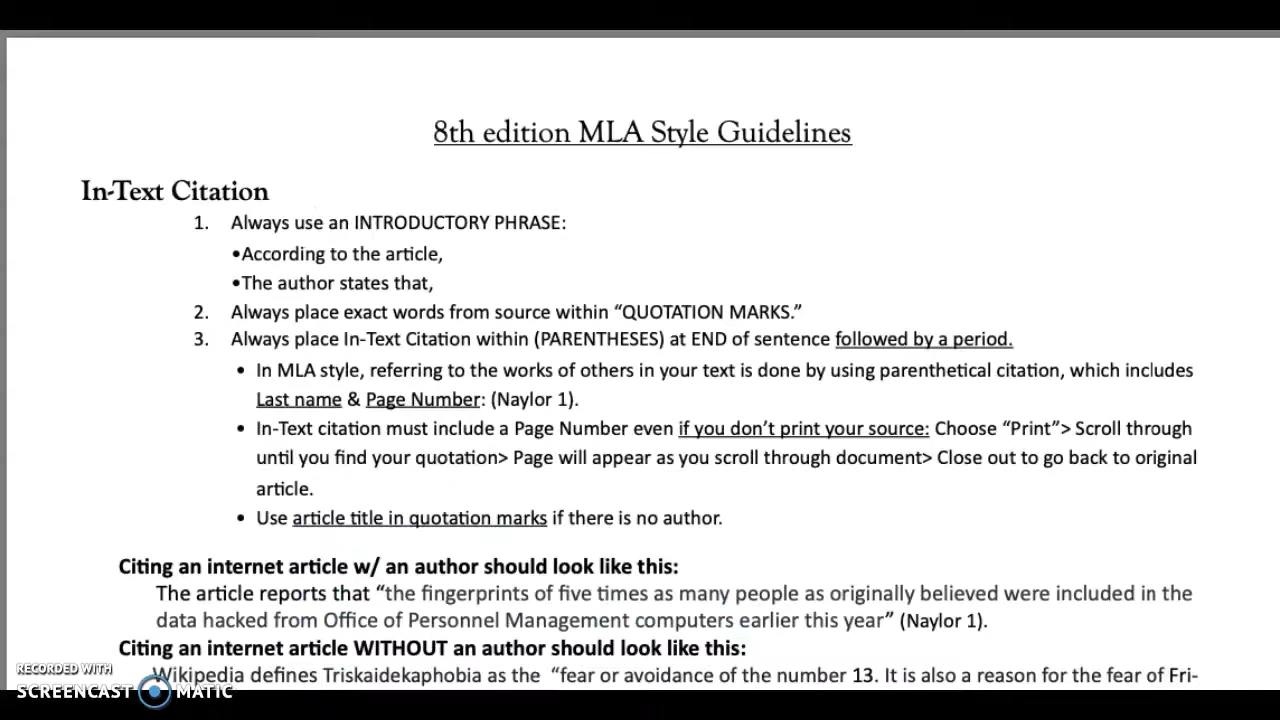 8th edition MLA Style Guidelines
In-Text Citation
1. Always use an INTRODUCTORY PHRASE:
•According to the article,
•The author states that,
2. Always place exact words from source within “QUOTATION MARKS.”
3. Always place In-Text Citation within (PARENTHESES) at END of sentence followed by a period.
• In MLA style, referring to the works of others in your text is done by using parenthetical citation, which includes
Last name & Page Number: (Naylor 1).
• In-Text citation must include a Page Number even if you don’t print your source: Choose “Print”> Scroll through
until you find your quotation> Page will appear as you scroll through document> Close out to go back to original
article.
• Use article title in quotation marks if there is no author.
Citing an internet article w/ an author should look like this:
The article reports that “the fingerprints of five times as many people as originally believed were included in the
data hacked from Office of Personnel Management computers earlier this year” (Naylor 1).
Citing an internet article WITHOUT an author should look like this:
Wikipedia defines Triskaidekaphobia as the “fear or avoidance of the number 13. It is also a reason for the fear of Fri-
RECORDED WITH
SCREENCAST MATIC